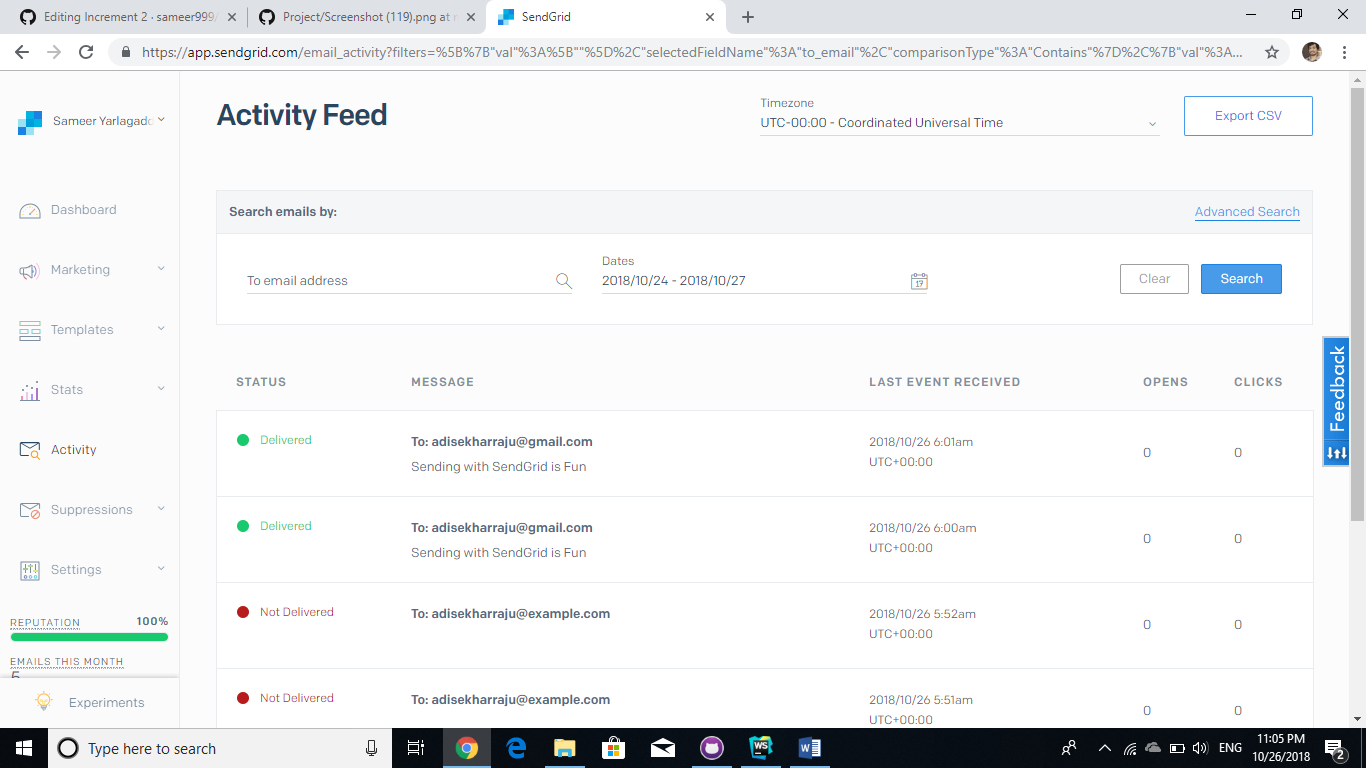 Editing Increment 2 · sameer999/
Project/Screenshot (119).png at
SendGrid
https://app.sendgrid.com/email_activity?filters=%5B%7B"val"%3A%5B""%5D%2C"selectedFieldName"%3A"to_email"%2C"comparisonType"%3A"Contains"%7D%2C%7B"val"%3A...
Sameer Yarlagadd
Activity Feed
Timezone
UTC-00:00 - Coordinated Universal Time
Export CSV
Dashboard
Marketing
Templates
Stats
Activity
Suppressions
Settings
REPUTATION 100%
EMAILS THIS MONTH
5
Experiments
Search emails by:
Advanced Search
To email address
Dates
2018/10/24 - 2018/10/27
17
Clear
Search
STATUS MESSAGE LAST EVENT RECEIVED OPENS CLICKS
Delivered
To: adisekharraju@gmail.com
Sending with SendGrid is Fun
2018/10/26 6:01am
UTC+00:00
0
0
Delivered
To: adisekharraju@gmail.com
Sending with SendGrid is Fun
2018/10/26 6:00am
UTC+00:00
0
0
Not Delivered
To: adisekharraju@example.com
2018/10/26 5:52am
UTC+00:00
0
0
Not Delivered
To: adisekharraju@example.com
2018/10/26 5:51am
UTC+00:00
0
0
Feedback
Type here to search
WS
W
ENG
11:05 PM
10/26/2018
2